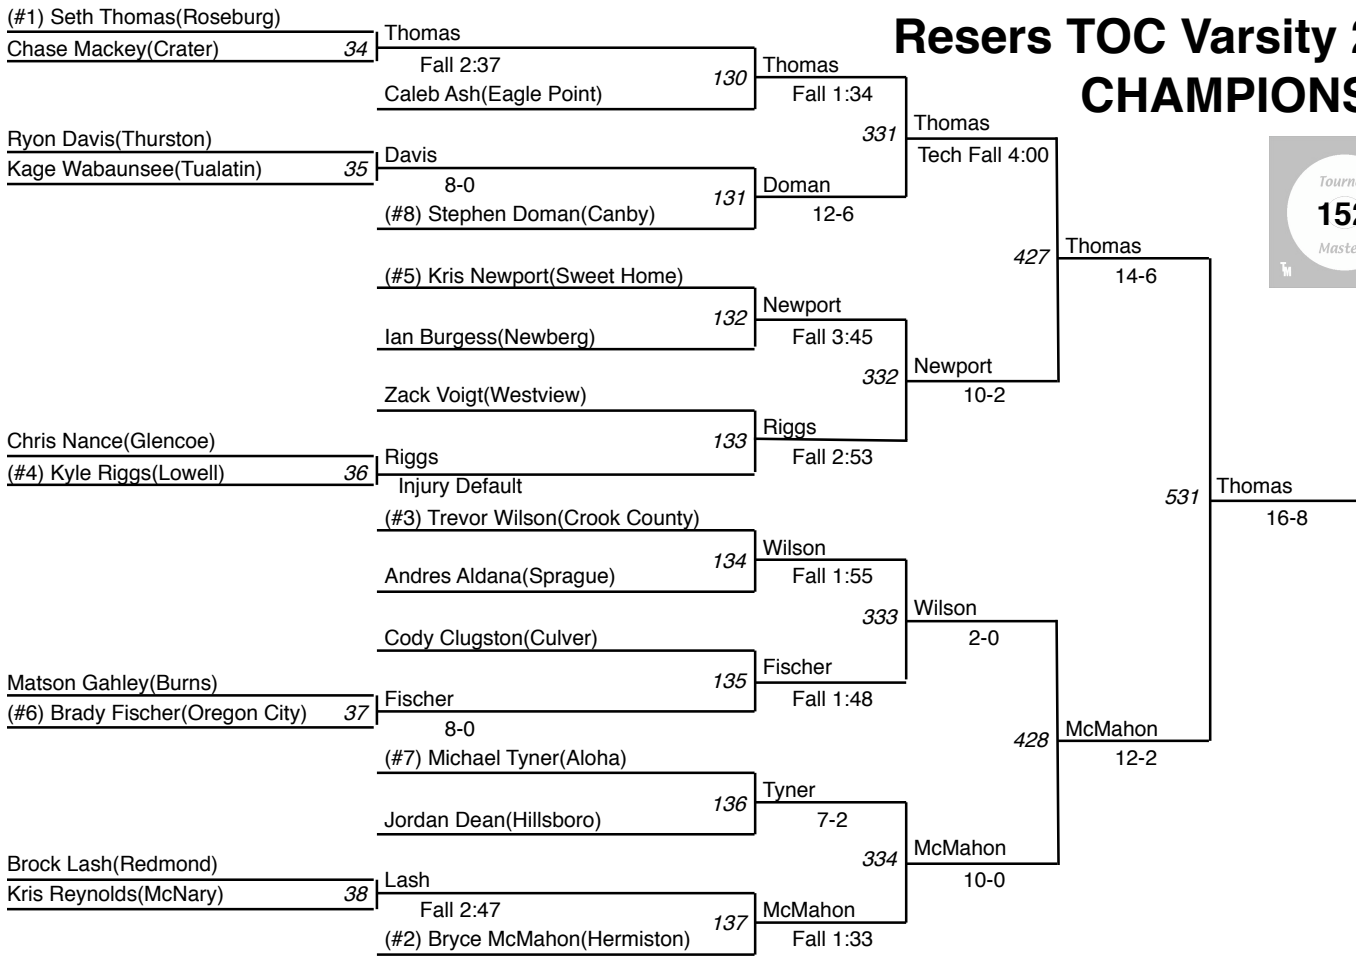 Resers TOC Varsity
CHAMPIONS
(#1) Seth Thomas(Roseburg)
Chase Mackey(Crater)
34
Thomas
Fall 2:37
Caleb Ash(Eagle Point)
130
Thomas
Fall 1:34
Ryon Davis(Thurston)
Kage Wabaunsee(Tualatin)
35
Davis
8-0
(#8) Stephen Doman(Canby)
131
Doman
12-6
331
Thomas
Tech Fall 4:00
(#5) Kris Newport(Sweet Home)
Ian Burgess(Newberg)
132
Newport
Fall 3:45
Zack Voigt(Westview)
Chris Nance(Glencoe)
(#4) Kyle Riggs(Lowell)
36
Riggs
Injury Default
133
Riggs
Fall 2:53
332
Newport
10-2
427
Thomas
14-6
(#3) Trevor Wilson(Crook County)
Andres Aldana(Sprague)
134
Wilson
Fall 1:55
Cody Clugston(Culver)
Matson Gahley(Burns)
(#6) Brady Fischer(Oregon City)
37
Fischer
8-0
135
Fischer
Fall 1:48
333
Wilson
2-0
(#7) Michael Tyner(Aloha)
Jordan Dean(Hillsboro)
136
Tyner
7-2
Brock Lash(Redmond)
Kris Reynolds(McNary)
38
Lash
Fall 2:47
(#2) Bryce McMahon(Hermiston)
137
McMahon
Fall 1:33
334
McMahon
10-0
428
McMahon
12-2
531
Thomas
16-8
Tourn
152
Maste
TM